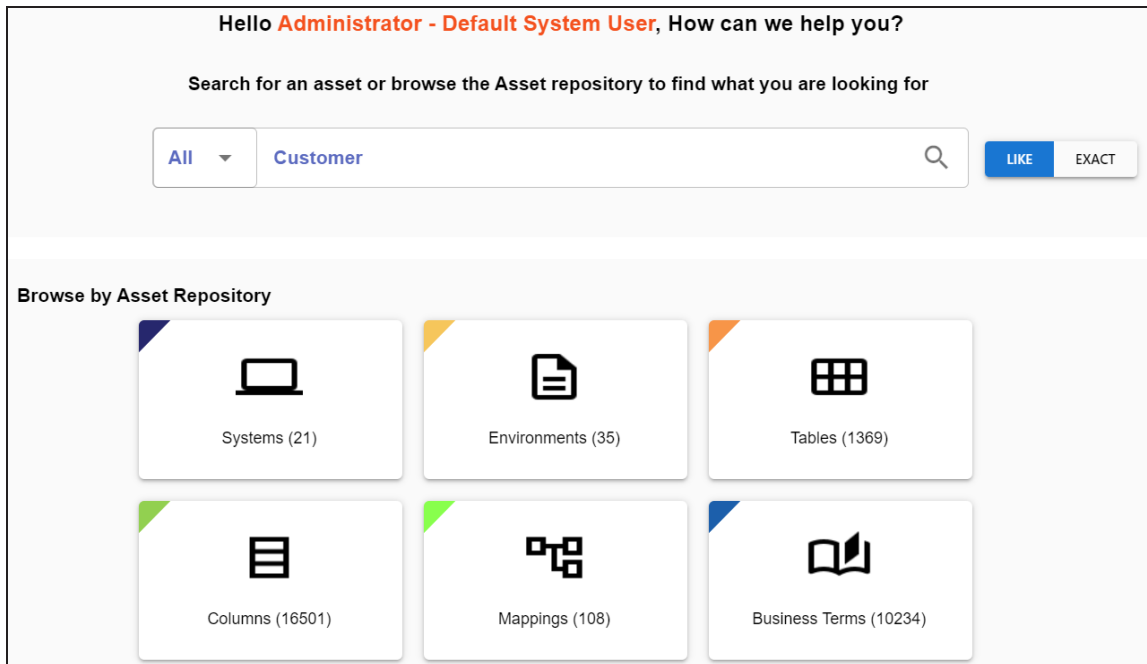 Hello Administrator - Default System User, How can we help you?
Search for an asset or browse the Asset repository to find what you are looking for
All Customer LIKE EXACT
Browse by Asset Repository
Systems (21) Environments (35) Tables (1369)
Columns (16501) Mappings (108) Business Terms (10234)